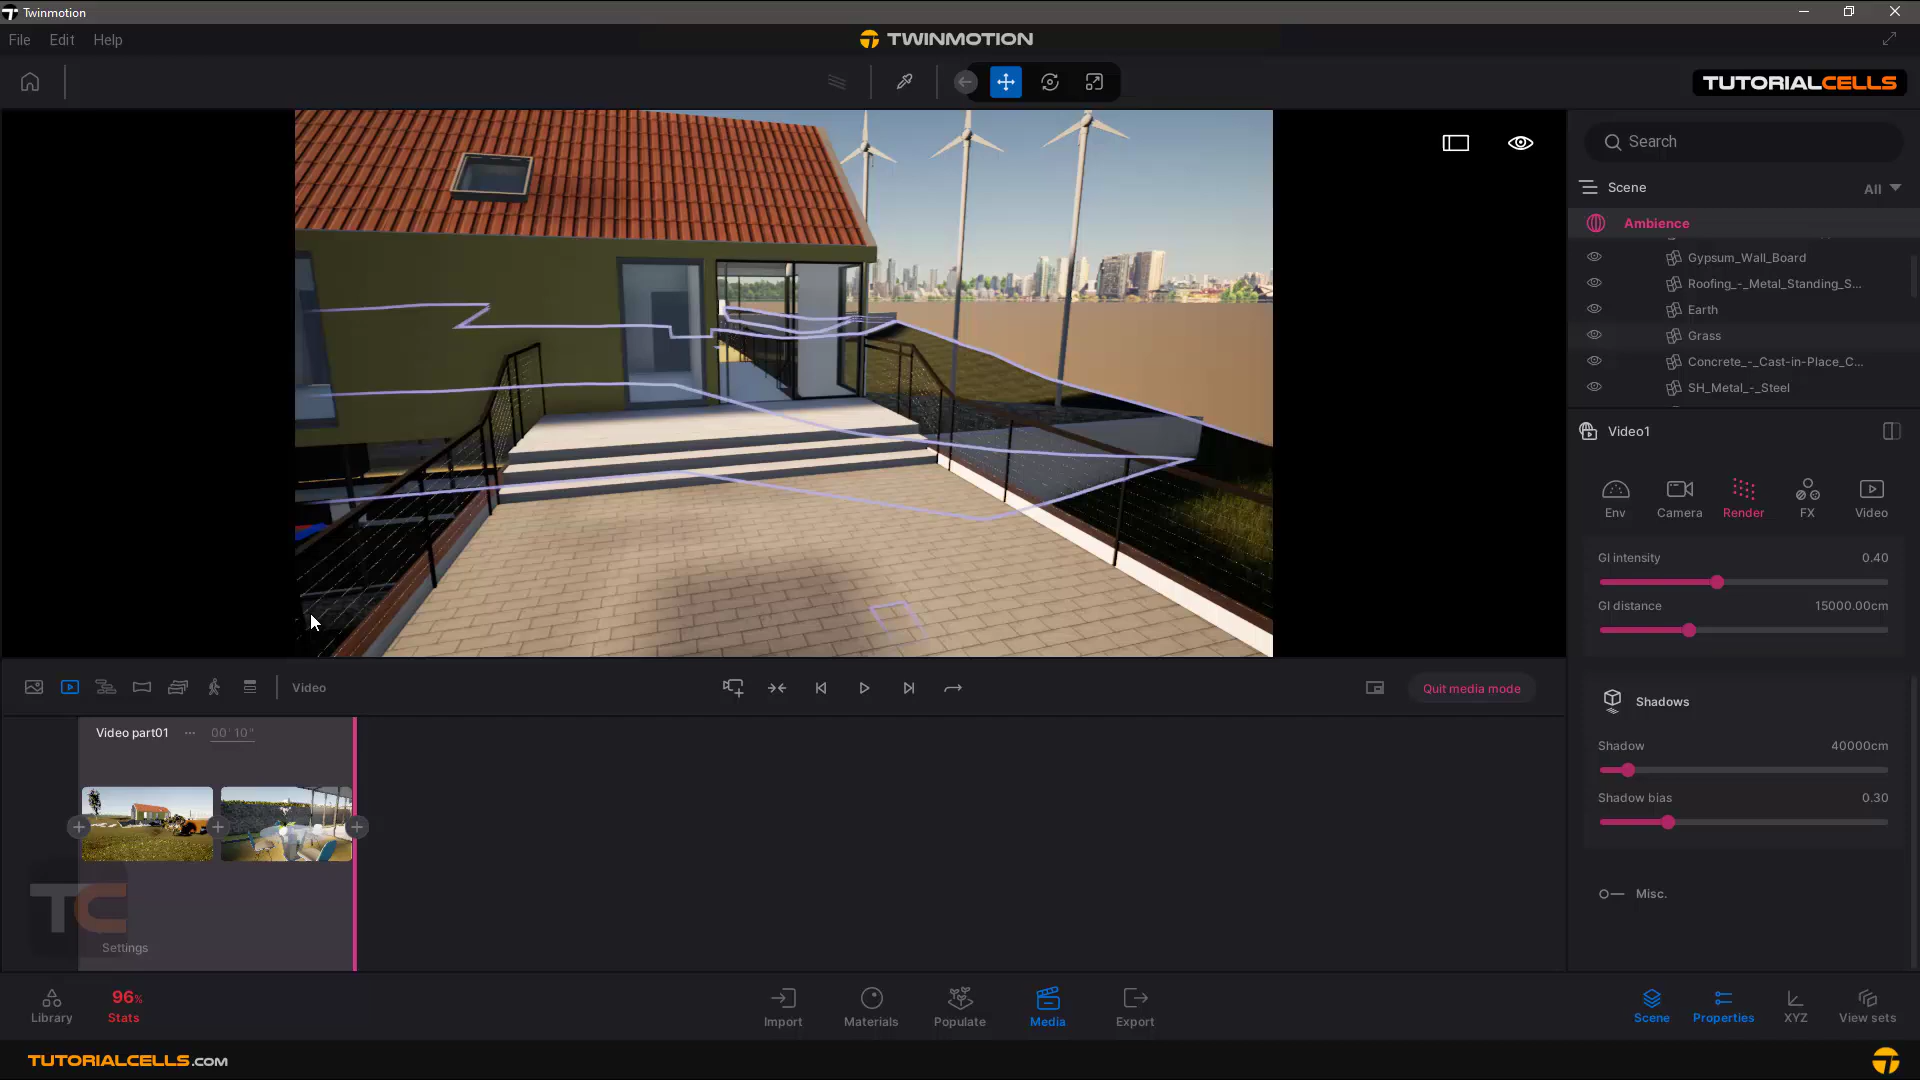 Twinmotion
File Edit Help
TWINMOTION
TUTORIALCELLS
Search
Scene All
Ambience
Gypsum_Wall_Board
Roofing_-_Metal_Standing_S...
Earth
Grass
Concrete_-_Cast-in-Place_C...
SH_Metal_-_Steel
Video1
Env Camera Render FX Video
GI intensity 0.40
GI distance 15000.00cm
Shadows
Shadow 40000cm
Shadow bias 0.30
Misc.
Video
Quit media mode
Video part01 ... 00'10"
TC
Settings
Library
96% Stats
Import Materials Populate Media Export
Scene Properties XYZ View sets
TUTORIALCELLS.COM